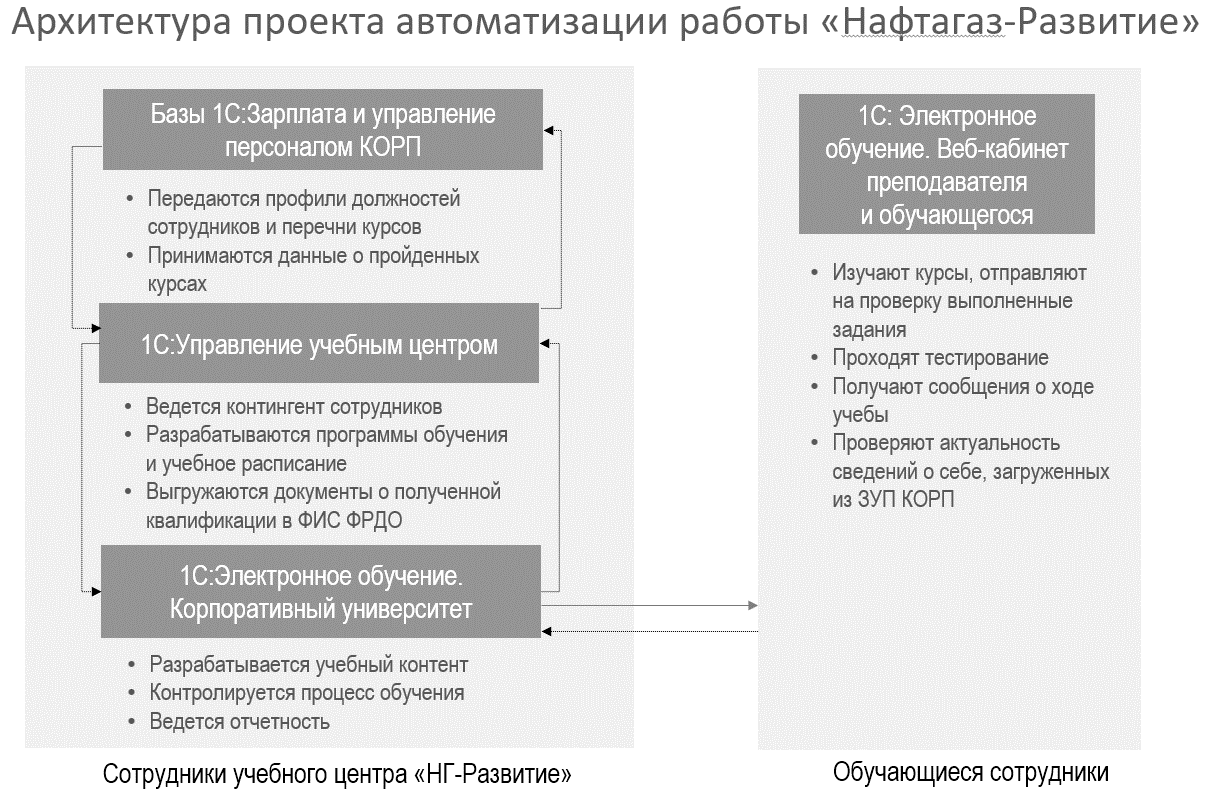 Архитектура проекта автоматизации работы «Нафтагаз-Развитие»
Базы 1С:Зарплата и управление
персоналом КОРП
• Передаются профили должностей
сотрудников и перечни курсов
• Принимаются данные о пройденных
курсах
1С:Управление учебным центром
• Ведется контингент сотрудников
• Разрабатываются программы обучения
и учебное расписание
• Выгружаются документы о полученной
квалификации в ФИС ФРДО
1С:Электронное обучение.
Корпоративный университет
• Разрабатывается учебный контент
• Контролируется процесс обучения
• Ведется отчетность
Сотрудники учебного центра «НГ-Развитие»
1С: Электронное
обучение. Веб-кабинет
преподавателя
и обучающегося
• Изучают курсы, отправляют
на проверку выполненные
задания
• Проходят тестирование
• Получают сообщения о ходе
учебы
• Проверяют актуальность
сведений о себе, загруженных
из ЗУП КОРП
Обучающиеся сотрудники